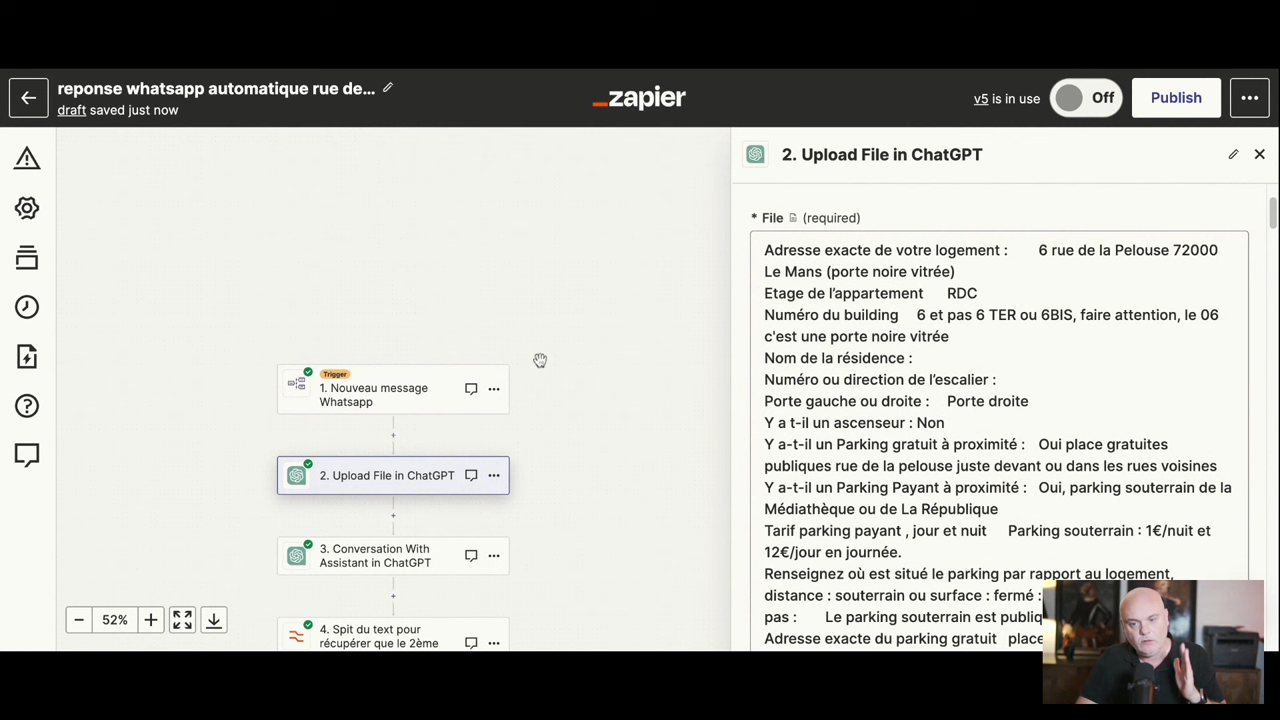 reponse whatsapp automatique rue de...
draft saved just now
zapier
v5 is in use
Off
Publish
2. Upload File in ChatGPT
* File (required)
Adresse exacte de votre logement : 6 rue de la Pelouse 72000
Le Mans (porte noire vitrée)
Etage de l’appartement RDC
Numéro du building 6 et pas 6 TER ou 6BIS, faire attention, le 06
c'est une porte noire vitrée
Nom de la résidence :
Numéro ou direction de l’escalier :
Porte gauche ou droite : Porte droite
Y a t-il un ascenseur : Non
Y a-t-il un Parking gratuit à proximité : Oui place gratuites
publiques rue de la pelouse juste devant ou dans les rues voisines
Y a-t-il un Parking Payant à proximité : Oui, parking souterrain de la
Médiathèque ou de La République
Tarif parking payant , jour et nuit Parking souterrain : 1€/nuit et
12€/jour en journée.
Renseignez où est situé le parking par rapport au logement,
distance : souterrain ou surface : fermé :
pas : Le parking souterrain est publiq
Adresse exacte du parking gratuit place
Trigger
1. Nouveau message
Whatsapp
2. Upload File in ChatGPT
3. Conversation With
Assistant in ChatGPT
4. Spit du text pour
récupérer que le 2ème
52%